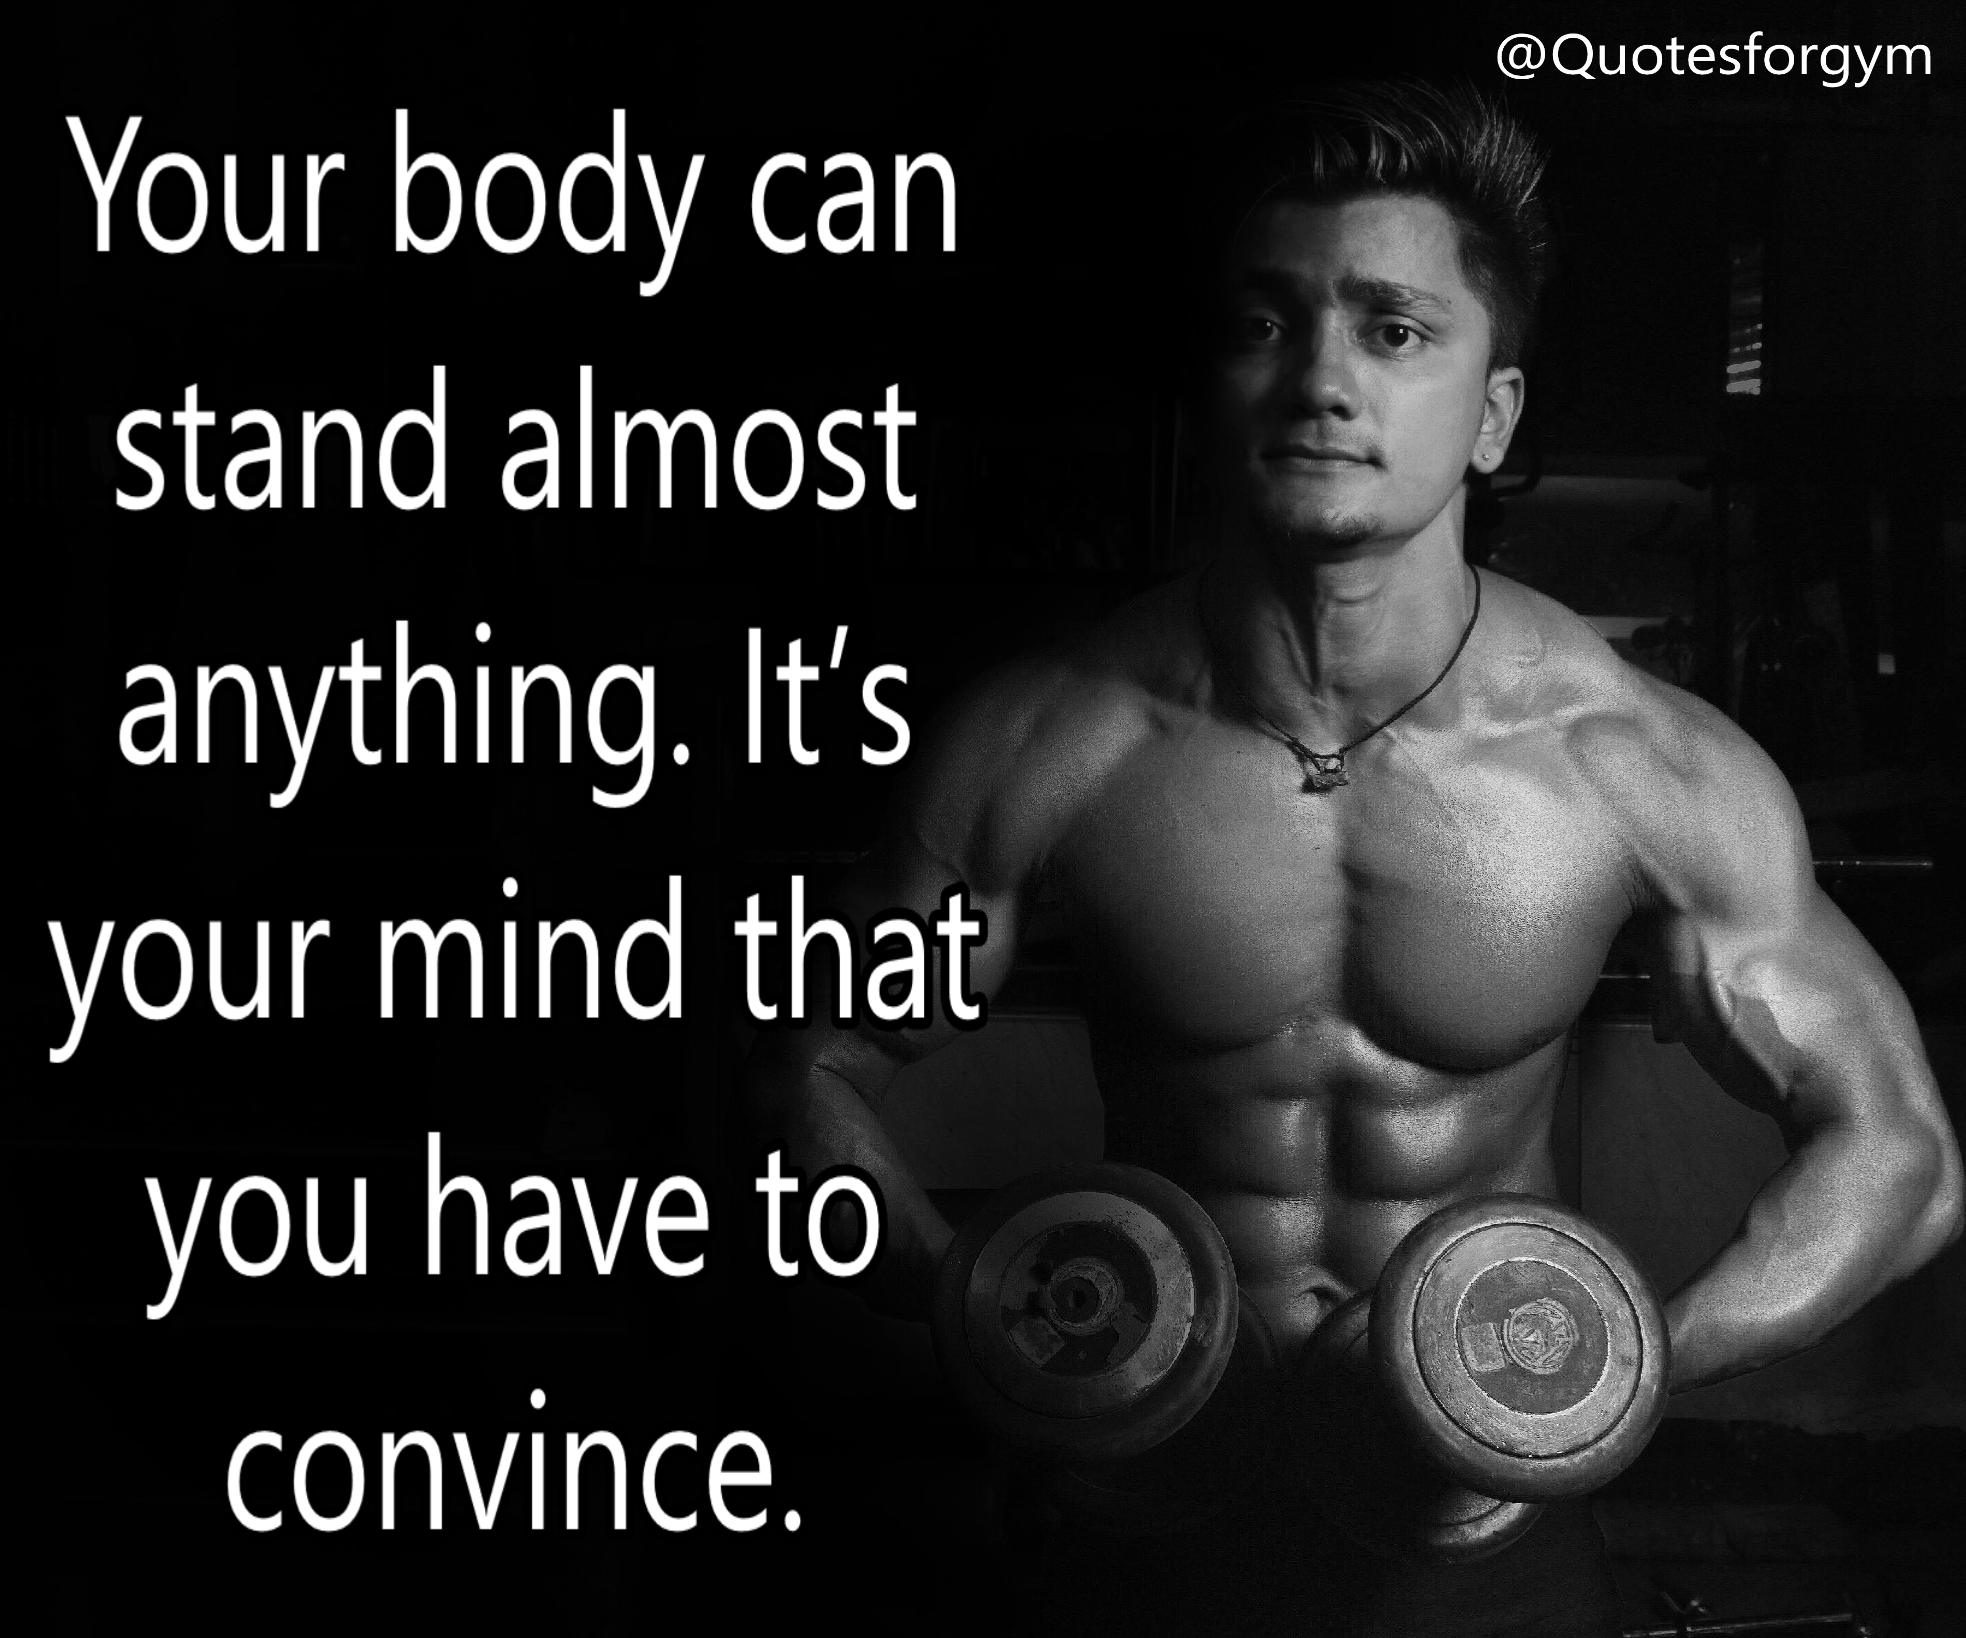 @Quotesforgym
Your body can
stand almost
anything. It’s
your mind that
you have to
convince.